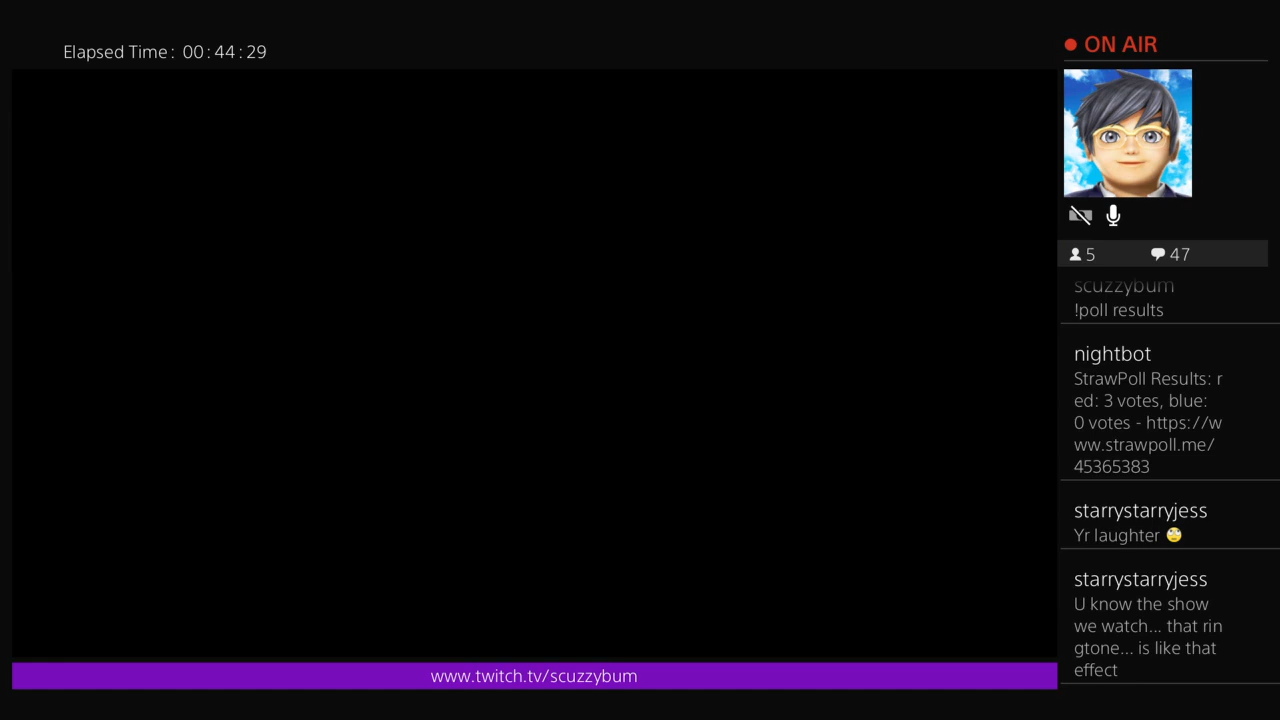 Elapsed Time: 00:44:29
ON AIR
5 47
scuzzybum
!poll results
nightbot
StrawPoll Results: r
ed: 3 votes, blue:
0 votes - https://w
ww.strawpoll.me/
45365383
starrystarryjess
Yr laughter
starrystarryjess
U know the show
we watch... that rin
gtone... is like that
effect
www.twitch.tv/scuzzybum